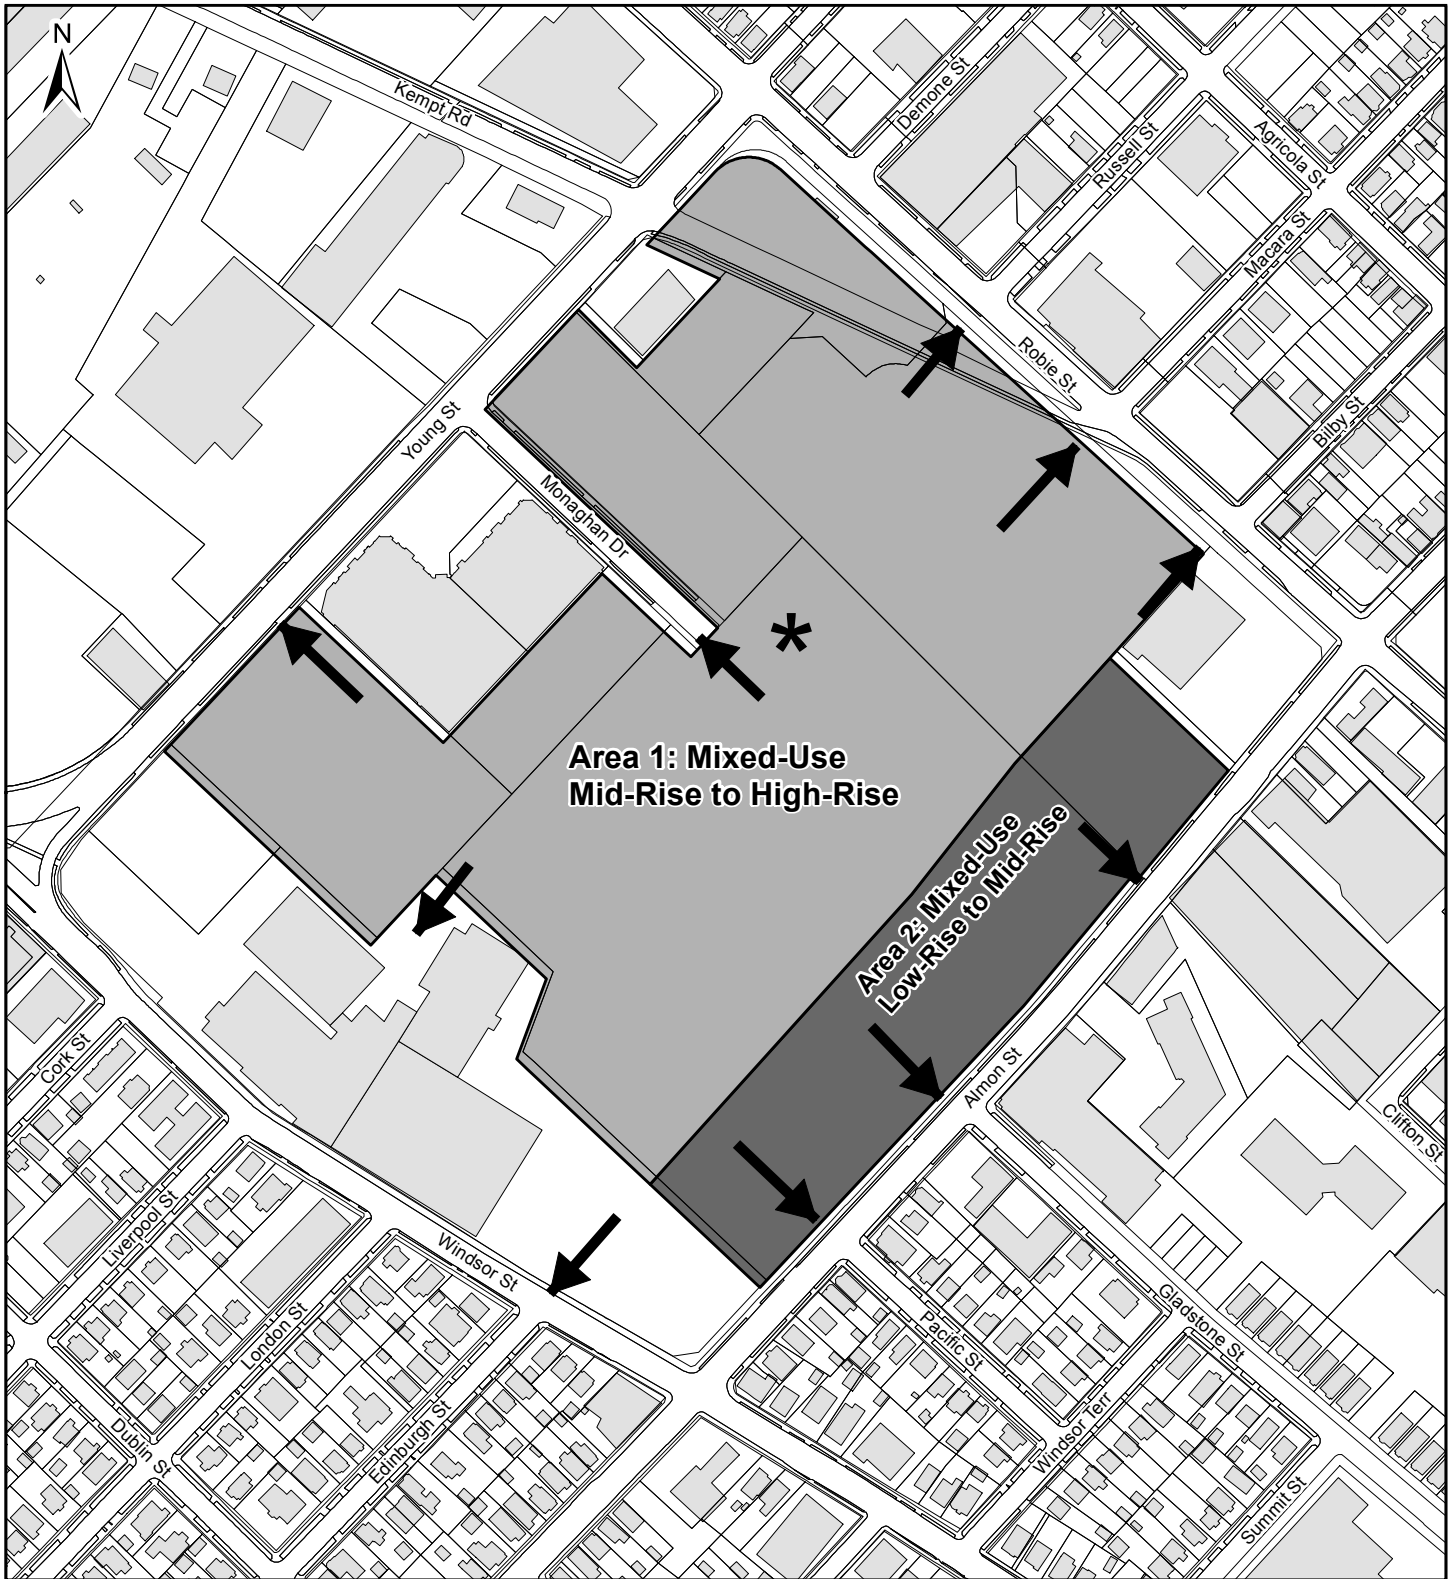 N
Kempt Rd
Demone St
Russell St
Agricola St
Macara St
Robie St
Bilby St
Young St
Monaghan Dr
*
Area 1: Mixed-Use
Mid-Rise to High-Rise
Area 2: Mixed-Use
Low-Rise to Mid-Rise
Almon St
Cork St
Clifton St
Liverpool St
Windsor St
London St
Gladstone St
Pacific St
Edinburgh St
Dublin St
Windsor Terr
Summit St